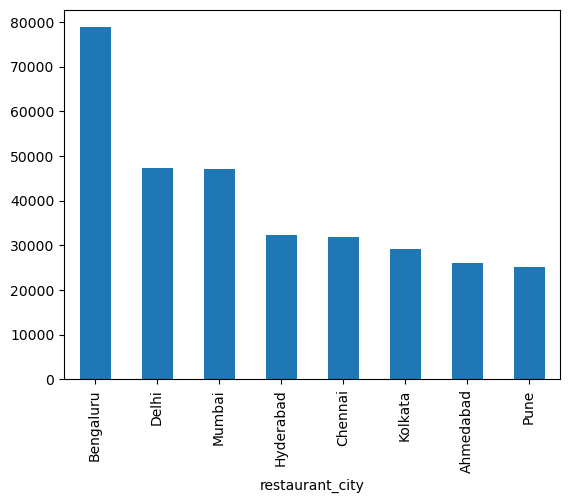 80000
70000
60000
50000
40000
30000
20000
10000
0
Bengaluru
Delhi
Mumbai
Hyderabad
Chennai
Kolkata
Ahmedabad
Pune
restaurant_city